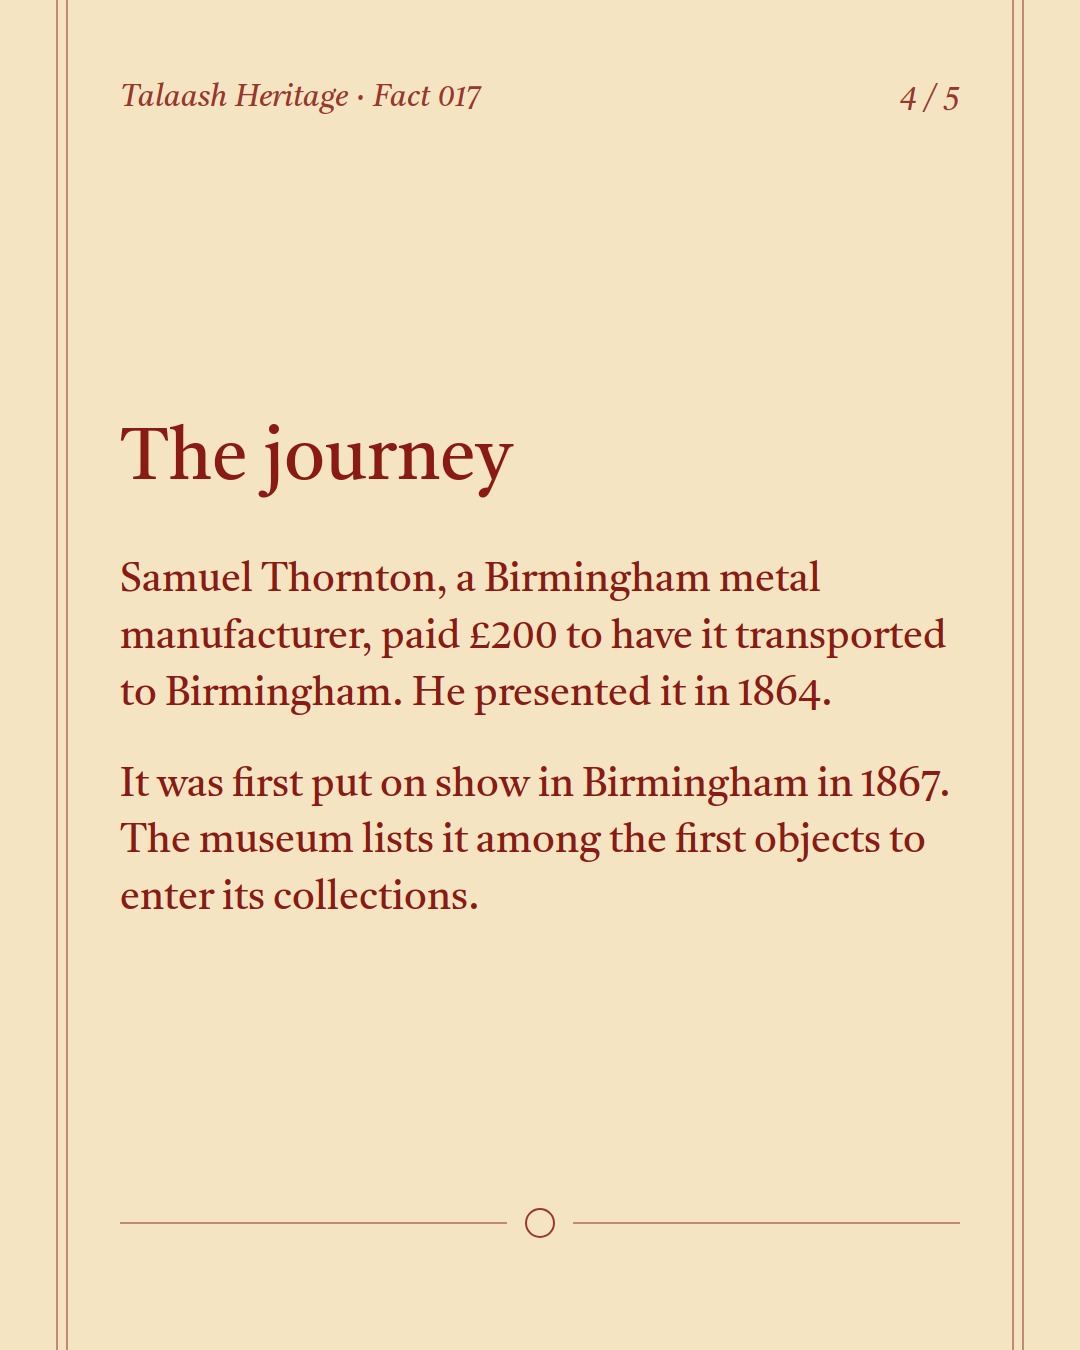 Talaash Heritage · Fact 017
4 / 5
The journey
Samuel Thornton, a Birmingham metal
manufacturer, paid £200 to have it transported
to Birmingham. He presented it in 1864.
It was first put on show in Birmingham in 1867.
The museum lists it among the first objects to
enter its collections.